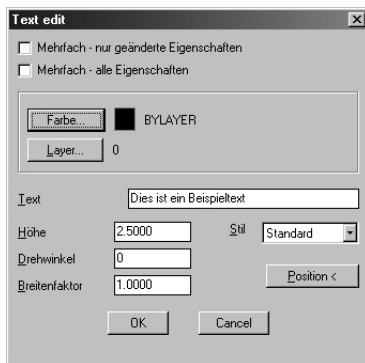 Text edit
Mehrfach - nur geänderte Eigenschaften
Mehrfach - alle Eigenschaften
Farbe... BYLAYER
Layer... 0
Text Dies ist ein Beispieltext
Höhe 2.5000 Stil Standard
Drehwinkel 0
Breitenfaktor 1.0000 Position <
OK Cancel